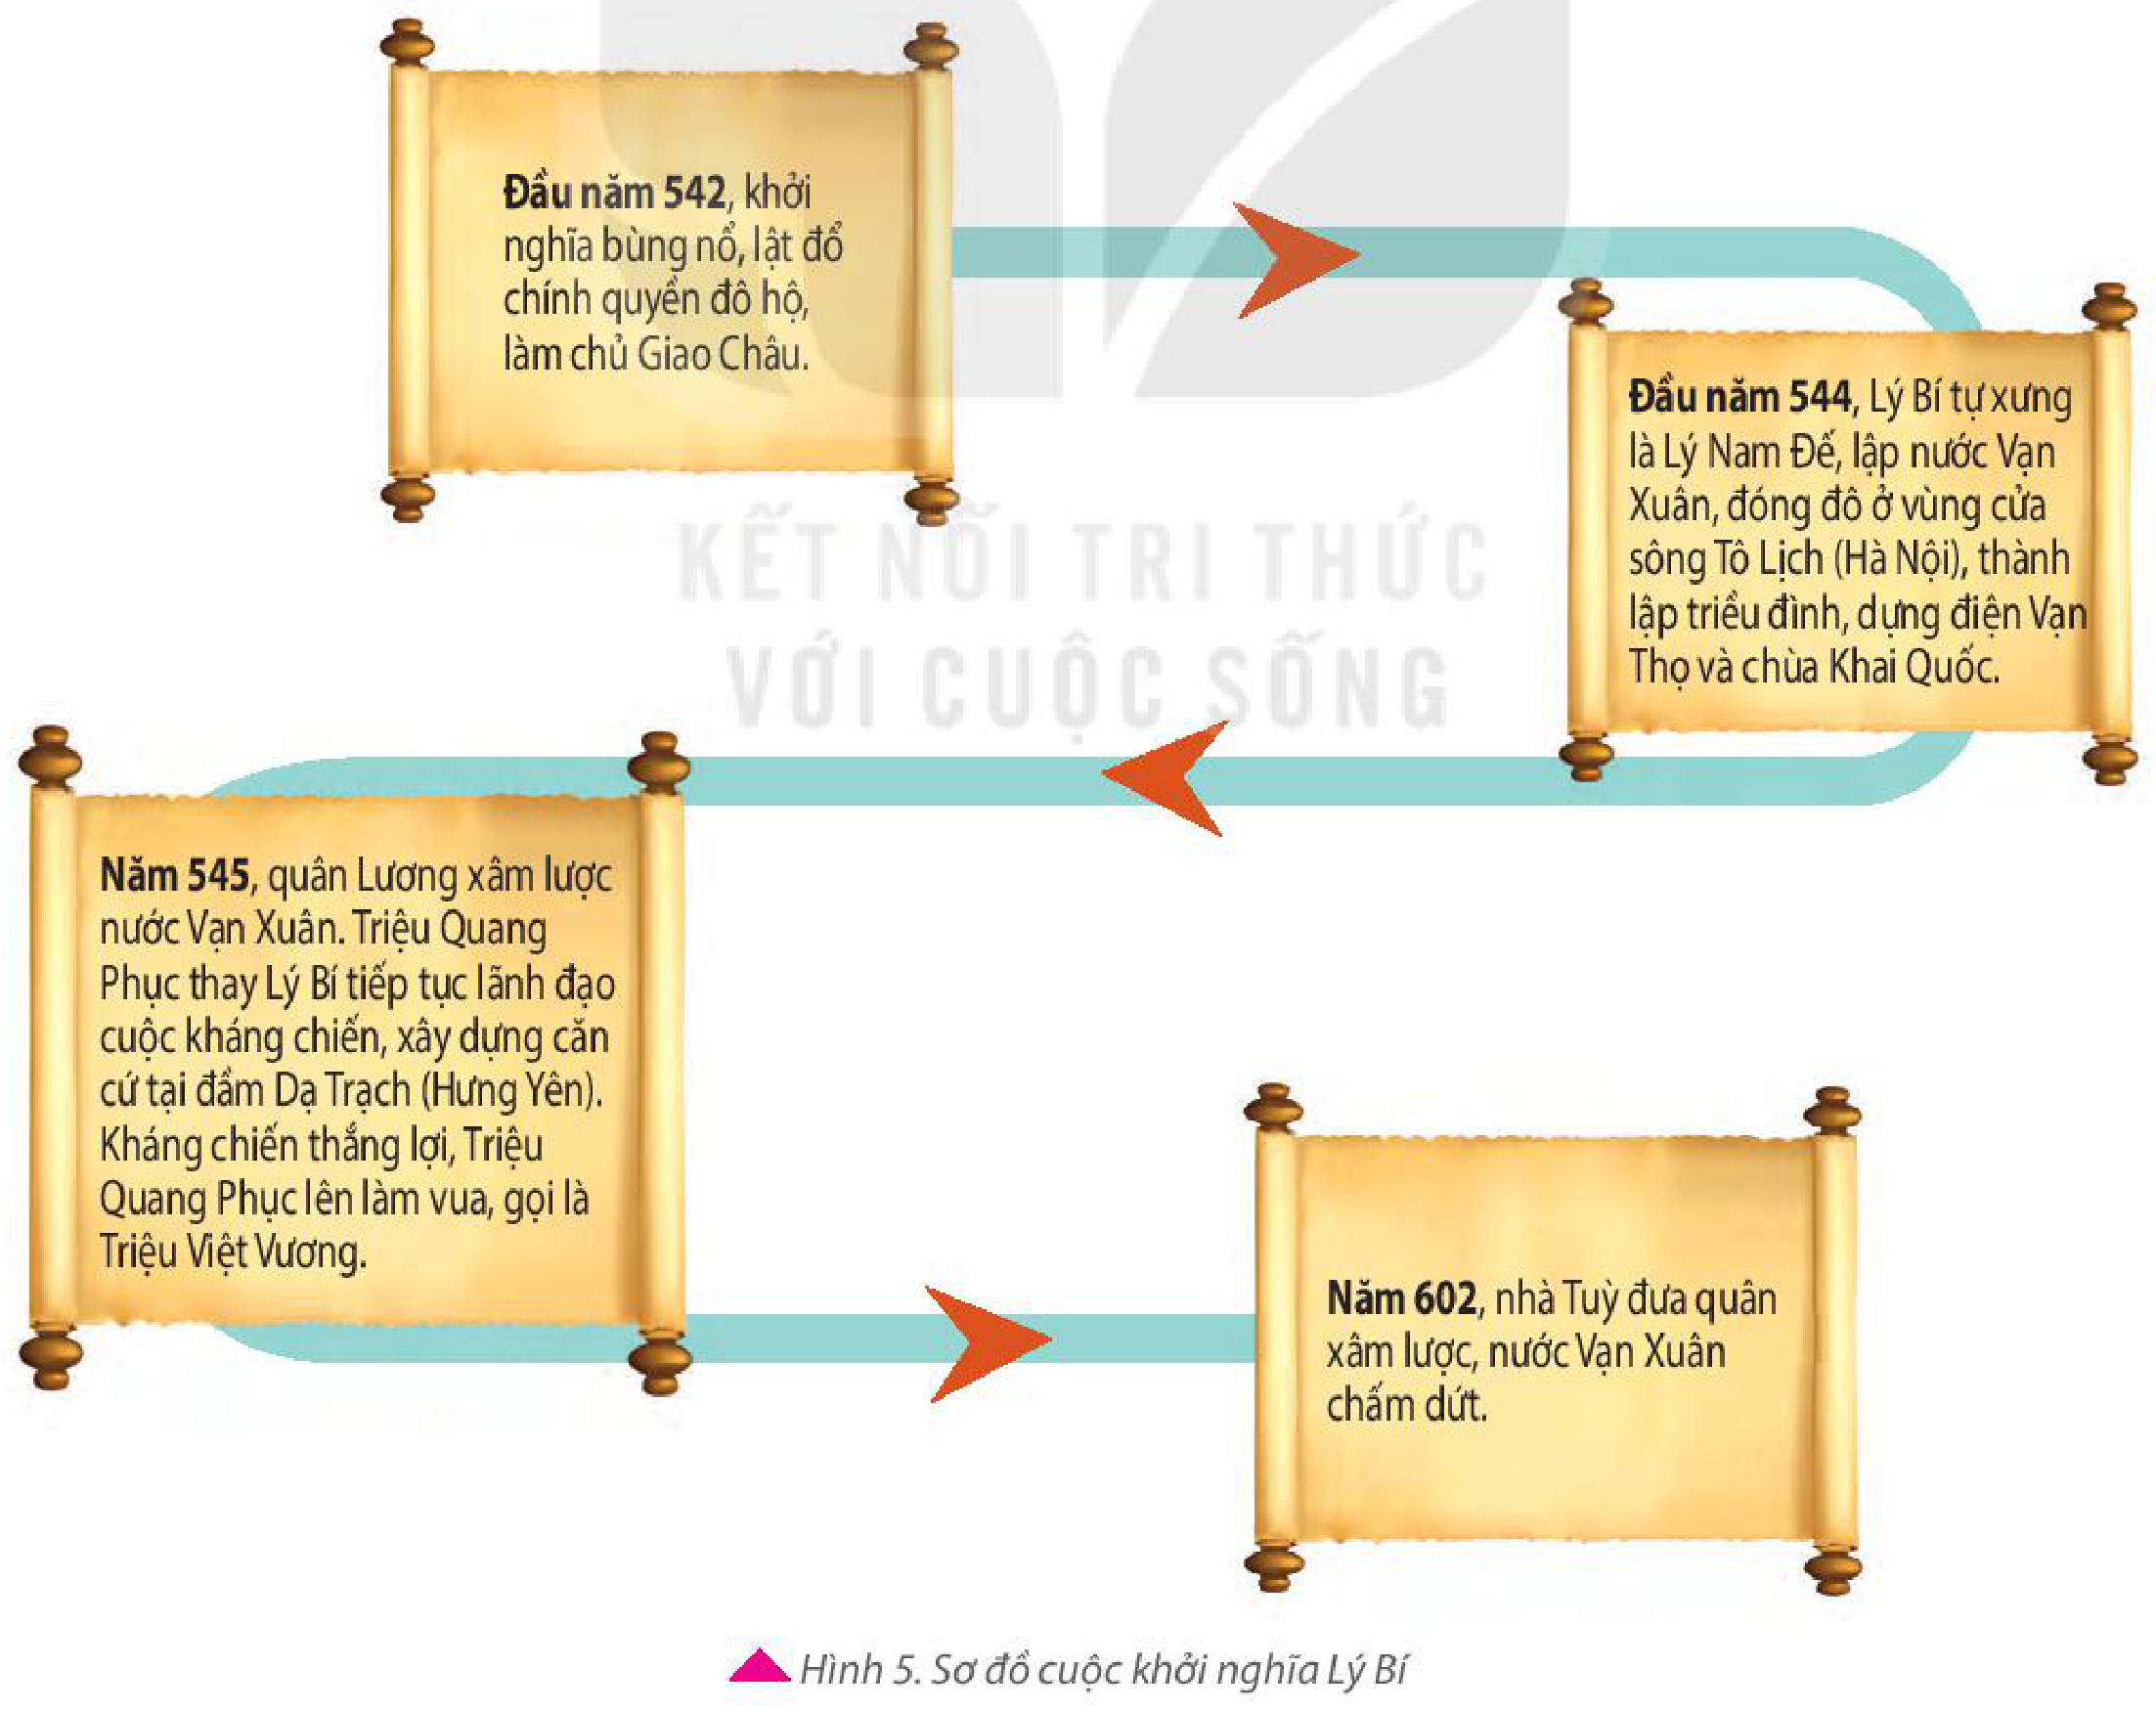 Đầu năm 542, khởi
nghĩa bùng nổ, lật đổ
chính quyền đô hộ,
làm chủ Giao Châu.
Đầu năm 544, Lý Bí tự xưng
là Lý Nam Đế, lập nước Vạn
Xuân, đóng đô ở vùng cửa
sông Tô Lịch (Hà Nội), thành
lập triều đình, dựng điện Vạn
Thọ và chùa Khai Quốc.
KẾT NỐI TRI THỨC
VỚI CUỘC SỐNG
Năm 545, quân Lương xâm lược
nước Vạn Xuân. Triệu Quang
Phục thay Lý Bí tiếp tục lãnh đạo
cuộc kháng chiến, xây dựng căn
cứ tại đầm Dạ Trạch (Hưng Yên).
Kháng chiến thắng lợi, Triệu
Quang Phục lên làm vua, gọi là
Triệu Việt Vương.
Năm 602, nhà Tuỳ đưa quân
xâm lược, nước Vạn Xuân
chấm dứt.
Hình 5. Sơ đồ cuộc khởi nghĩa Lý Bí